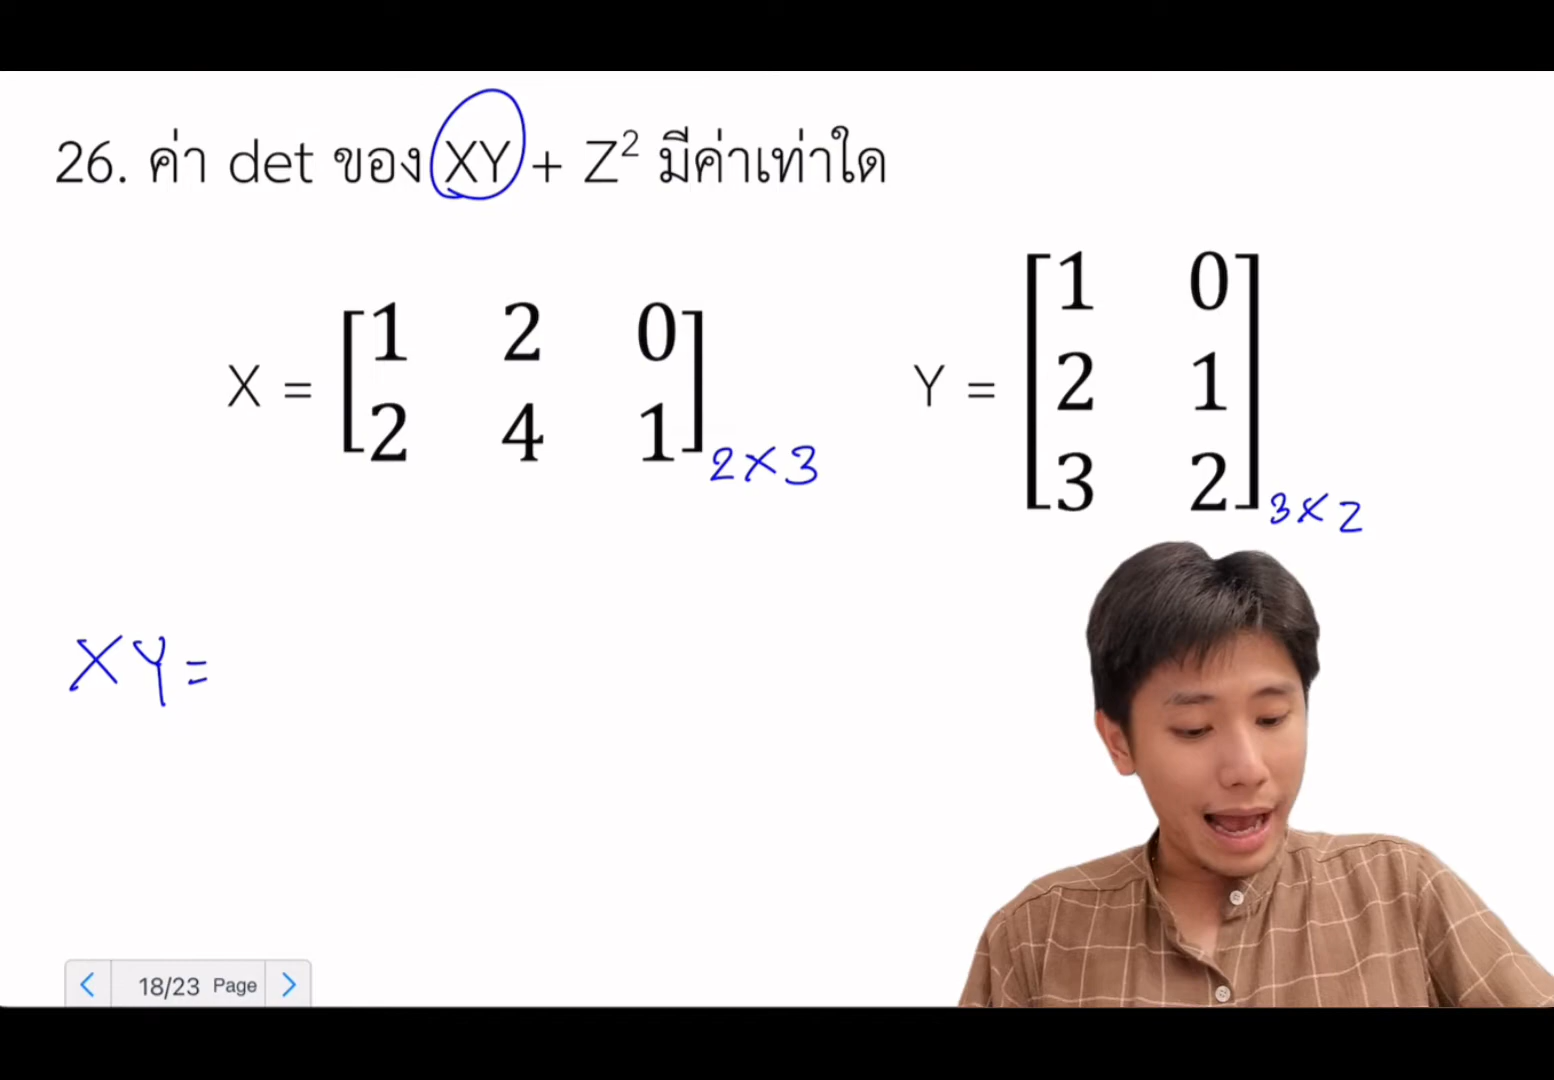 26. ค่า det ของ XY + Z² มีค่าเท่าใด
X = [1 2 0
2 4 1] 2×3
Y = [1 0
2 1
3 2] 3×2
XY=
< 18/23 Page >